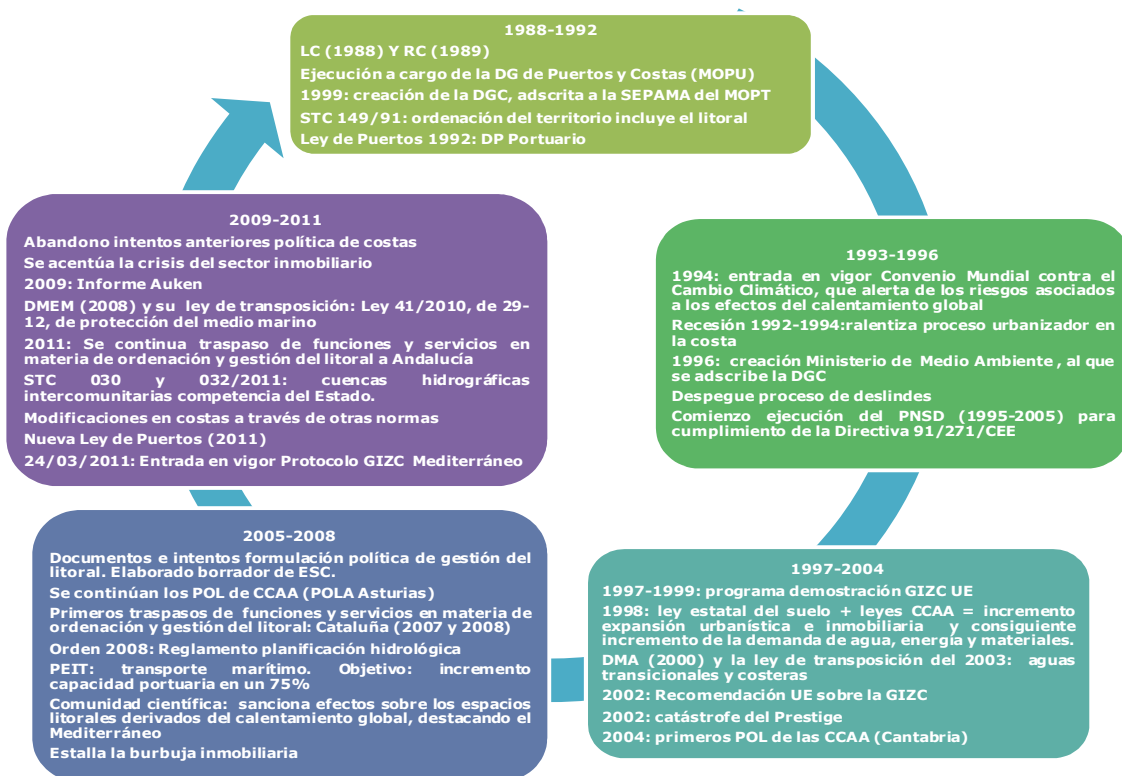 1988-1992
LC (1988) Y RC (1989)
Ejecución a cargo de la DG de Puertos y Costas (MOPU)
1999: creación de la DGC, adscrita a la SEPAMA del MOPT
STC 149/91: ordenación del territorio incluye el litoral
Ley de Puertos 1992: DP Portuario
1993-1996
1994: entrada en vigor Convenio Mundial contra el
Cambio Climático, que alerta de los riesgos asociados
a los efectos del calentamiento global
Recesión 1992-1994:ralentiza proceso urbanizador en
la costa
1996: creación Ministerio de Medio Ambiente , al que
se adscribe la DGC
Despegue proceso de deslindes
Comienzo ejecución del PNSD (1995-2005) para
cumplimiento de la Directiva 91/271/CEE
1997-2004
1997-1999: programa demostración GIZC UE
1998: ley estatal del suelo + leyes CCAA = incremento
expansión urbanística e inmobiliaria y consiguiente
incremento de la demanda de agua, energía y materiales.
DMA (2000) y la ley de transposición del 2003: aguas
transicionales y costeras
2002: Recomendación UE sobre la GIZC
2002: catástrofe del Prestige
2004: primeros POL de las CCAA (Cantabria)
2005-2008
Documentos e intentos formulación política de gestión del
litoral. Elaborado borrador de ESC.
Se continúan los POL de CCAA (POLA Asturias)
Primeros traspasos de funciones y servicios en materia de
ordenación y gestión del litoral: Cataluña (2007 y 2008)
Orden 2008: Reglamento planificación hidrológica
PEIT: transporte marítimo. Objetivo: incremento
capacidad portuaria en un 75%
Comunidad científica: sanciona efectos sobre los espacios
litorales derivados del calentamiento global, destacando el
Mediterráneo
Estalla la burbuja inmobiliaria
2009-2011
Abandono intentos anteriores política de costas
Se acentúa la crisis del sector inmobiliario
2009: Informe Auken
DMEM (2008) y su ley de transposición: Ley 41/2010, de 29-
12, de protección del medio marino
2011: Se continua traspaso de funciones y servicios en
materia de ordenación y gestión del litoral a Andalucía
STC 030 y 032/2011: cuencas hidrográficas
intercomunitarias competencia del Estado.
Modificaciones en costas a través de otras normas
Nueva Ley de Puertos (2011)
24/03/2011: Entrada en vigor Protocolo GIZC Mediterráneo